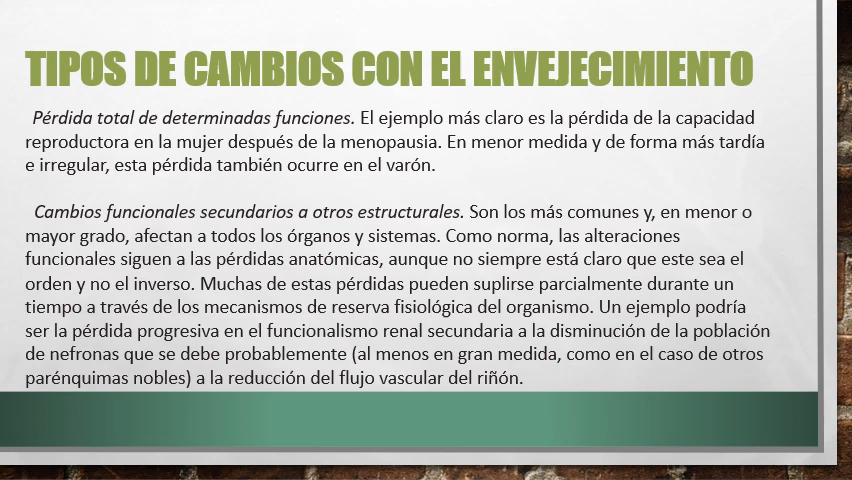 TIPOS DE CAMBIOS CON EL ENVEJECIMIENTO
Pérdida total de determinadas funciones. El ejemplo más claro es la pérdida de la capacidad
reproductora en la mujer después de la menopausia. En menor medida y de forma más tardía
e irregular, esta pérdida también ocurre en el varón.
Cambios funcionales secundarios a otros estructurales. Son los más comunes y, en menor o
mayor grado, afectan a todos los órganos y sistemas. Como norma, las alteraciones
funcionales siguen a las pérdidas anatómicas, aunque no siempre está claro que este sea el
orden y no el inverso. Muchas de estas pérdidas pueden suplirse parcialmente durante un
tiempo a través de los mecanismos de reserva fisiológica del organismo. Un ejemplo podría
ser la pérdida progresiva en el funcionalismo renal secundaria a la disminución de la población
de nefronas que se debe probablemente (al menos en gran medida, como en el caso de otros
parénquimas nobles) a la reducción del flujo vascular del riñón.